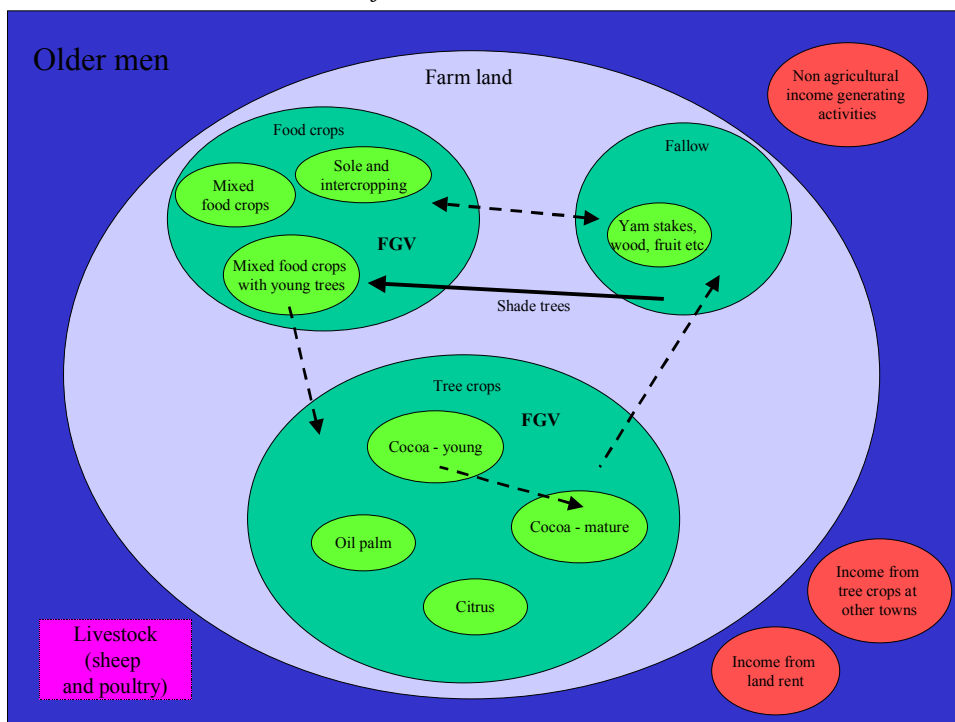 Older men
Farm land
Non agricultural
income generating
activities
Food crops
Sole and
intercropping
Mixed
food crops
FGV
Mixed food crops
with young trees
Fallow
Yam stakes,
wood, fruit etc
Shade trees
Tree crops
FGV
Cocoa - young
Cocoa - mature
Oil palm
Citrus
Income from
tree crops at
other towns
Income from
land rent
Livestock
(sheep
and poultry)